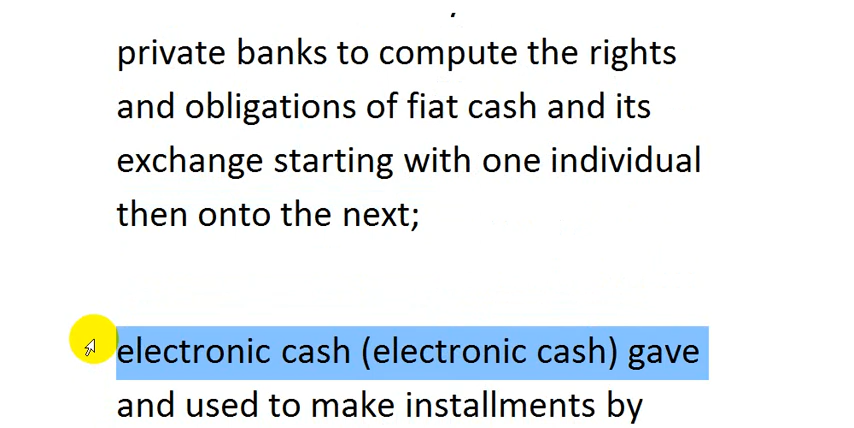 private banks to compute the rights
and obligations of fiat cash and its
exchange starting with one individual
then onto the next;
electronic cash (electronic cash) gave
and used to make installments by